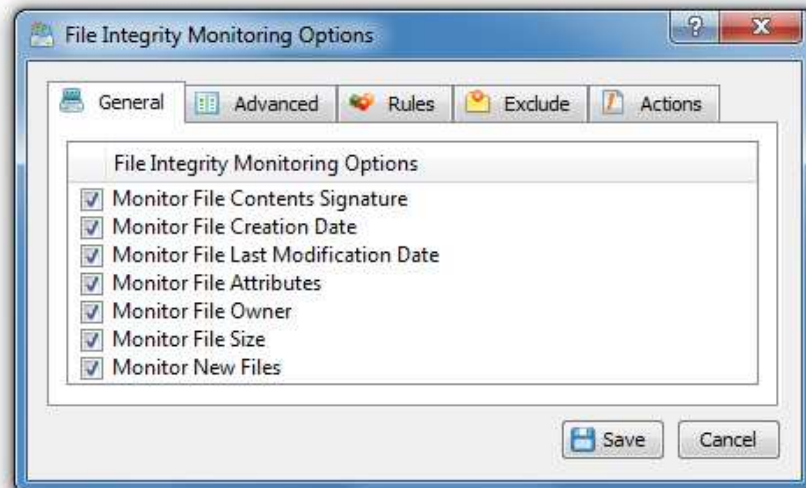 File Integrity Monitoring Options
General Advanced Rules Exclude Actions
File Integrity Monitoring Options
Monitor File Contents Signature
Monitor File Creation Date
Monitor File Last Modification Date
Monitor File Attributes
Monitor File Owner
Monitor File Size
Monitor New Files
Save Cancel